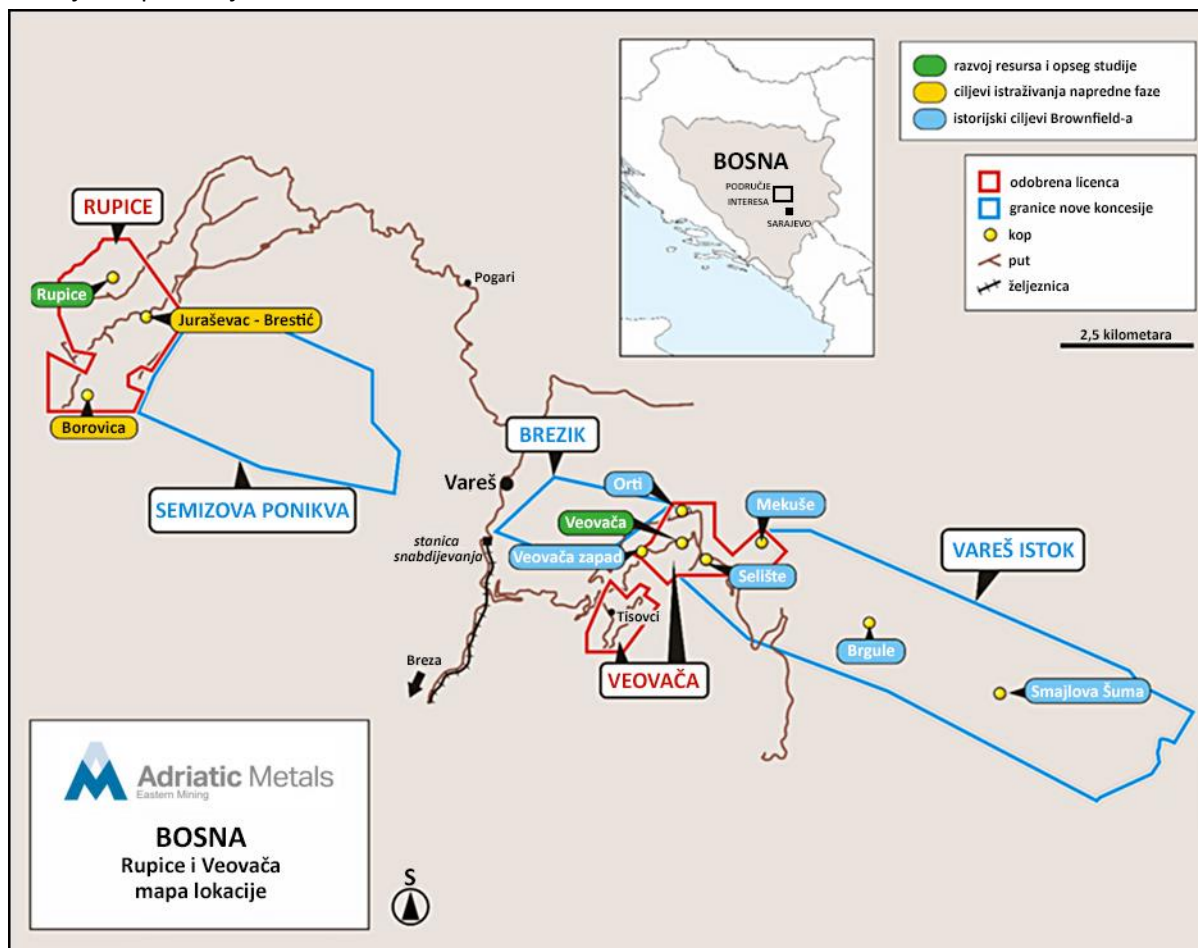 BOSNA
PODRUČJE
INTERESA
SARAJEVO
razvoj resursa i opseg studije
ciljevi istraživanja napredne faze
istorijski ciljevi Brownfield-a
odobrena licenca
granice nove koncesije
kop
put
željeznica
2,5 kilometara
RUPICE
Rupice
Juraševac - Brestić
Borovica
Pogari
SEMIZOVA PONIKVA
BREZIK
Vareš
Orti
Mekuše
Veovača
stanica
snabdijevanja
Veovača zapad
Selište
VAREŠ ISTOK
Tisovci
Brgule
Breza
VEOVAČA
Smajlova Šuma
Adriatic Metals
Eastern Mining
BOSNA
Rupice i Veovača
mapa lokacije
S